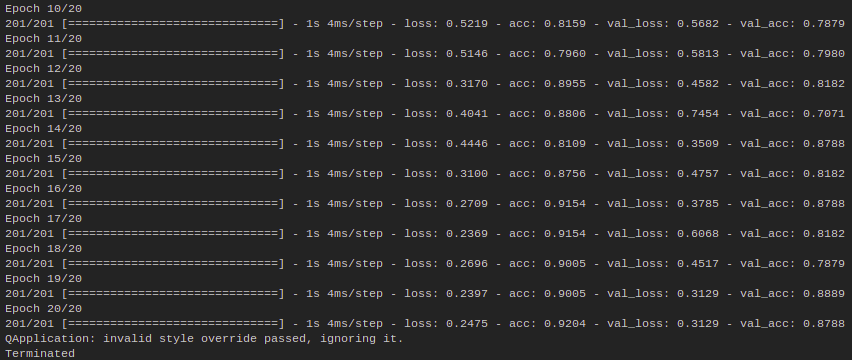 Epoch 10/20
201/201 [==============================] - 1s 4ms/step - loss: 0.5219 - acc: 0.8159 - val_loss: 0.5682 - val_acc: 0.7879
Epoch 11/20
201/201 [==============================] - 1s 4ms/step - loss: 0.5146 - acc: 0.7960 - val_loss: 0.5813 - val_acc: 0.7980
Epoch 12/20
201/201 [==============================] - 1s 4ms/step - loss: 0.3170 - acc: 0.8955 - val_loss: 0.4582 - val_acc: 0.8182
Epoch 13/20
201/201 [==============================] - 1s 4ms/step - loss: 0.4041 - acc: 0.8806 - val_loss: 0.7454 - val_acc: 0.7071
Epoch 14/20
201/201 [==============================] - 1s 4ms/step - loss: 0.4446 - acc: 0.8109 - val_loss: 0.3509 - val_acc: 0.8788
Epoch 15/20
201/201 [==============================] - 1s 4ms/step - loss: 0.3100 - acc: 0.8756 - val_loss: 0.4757 - val_acc: 0.8182
Epoch 16/20
201/201 [==============================] - 1s 4ms/step - loss: 0.2709 - acc: 0.9154 - val_loss: 0.3785 - val_acc: 0.8788
Epoch 17/20
201/201 [==============================] - 1s 4ms/step - loss: 0.2369 - acc: 0.9154 - val_loss: 0.6068 - val_acc: 0.8182
Epoch 18/20
201/201 [==============================] - 1s 4ms/step - loss: 0.2696 - acc: 0.9005 - val_loss: 0.4517 - val_acc: 0.7879
Epoch 19/20
201/201 [==============================] - 1s 4ms/step - loss: 0.2397 - acc: 0.9005 - val_loss: 0.3129 - val_acc: 0.8889
Epoch 20/20
201/201 [==============================] - 1s 4ms/step - loss: 0.2475 - acc: 0.9204 - val_loss: 0.3129 - val_acc: 0.8788
QApplication: invalid style override passed, ignoring it.
Terminated